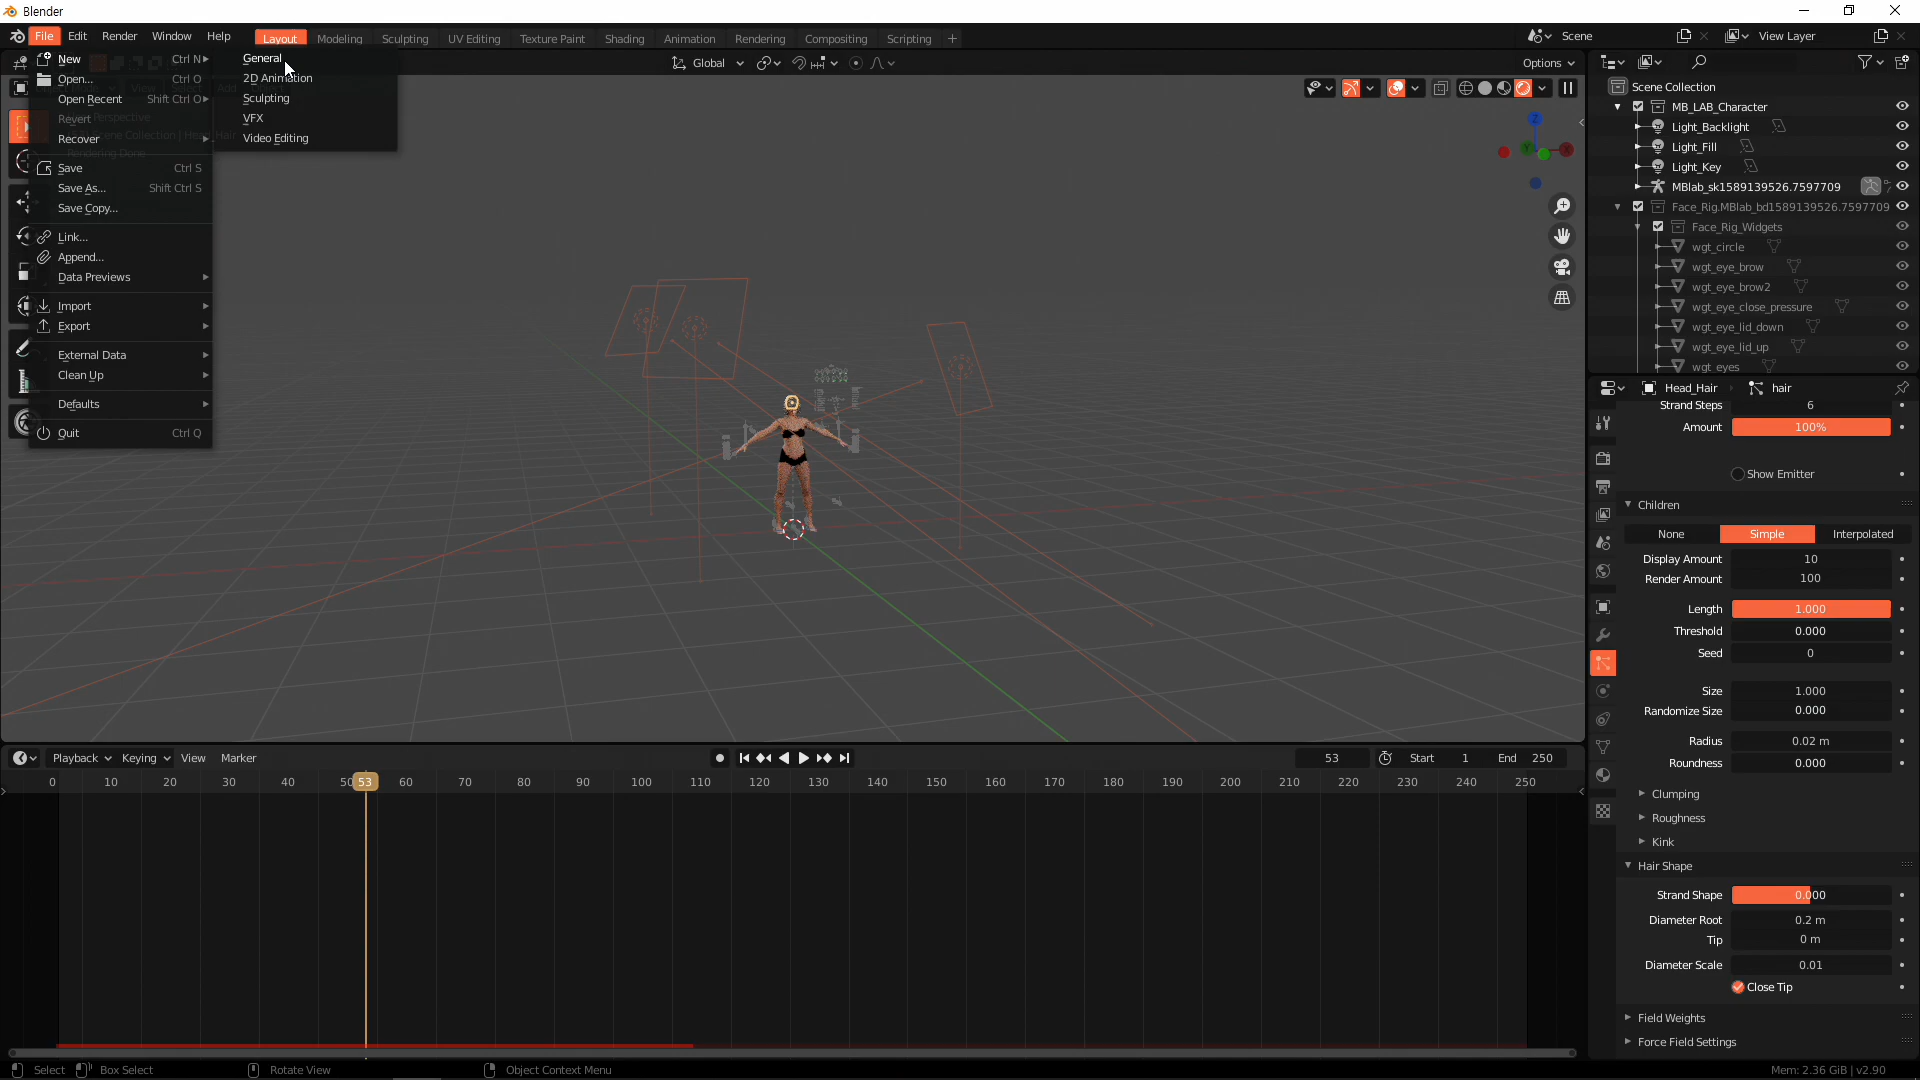 Blender
File Edit Render Window Help Layout Modeling Sculpting UV Editing Texture Paint Shading Animation Rendering Compositing Scripting + Scene View Layer
New Ctrl N
Open... Ctrl O
Open Recent Shift Ctrl O
Revert
Recover
Save Ctrl S
Save As... Shift Ctrl S
Save Copy...
Link...
Append...
Data Previews
Import
Export
External Data
Clean Up
Defaults
Quit Ctrl Q
General
2D Animation
Sculpting
VFX
Video Editing
Global
Options
Z
Scene Collection
MB_LAB_Character
Light_Backlight
Light_Fill
Light_Key
MBlab_sk1589139526.7597709
Face_Rig.MBlab_bd1589139526.7597709
Face_Rig_Widgets
wgt_circle
wgt_eye_brow
wgt_eye_brow2
wgt_eye_close_pressure
wgt_eye_lid_down
wgt_eye_lid_up
wgt_eyes
Head_Hair hair
Strand Steps 6
Amount 100%
Show Emitter
Children
None Simple Interpolated
Display Amount 10
Render Amount 100
Length 1.000
Threshold 0.000
Seed 0
Size 1.000
Randomize Size 0.000
Radius 0.02 m
Roundness 0.000
Clumping
Roughness
Kink
Hair Shape
Strand Shape 0.000
Diameter Root 0.2 m
Tip 0 m
Diameter Scale 0.01
Close Tip
Field Weights
Force Field Settings
Playback Keying View Marker 53 Start 1 End 250
0 10 20 30 40 50 53 60 70 80 90 100 110 120 130 140 150 160 170 180 190 200 210 220 230 240 250
Select Box Select Rotate View Object Context Menu Mem: 2.36 GiB | v2.90